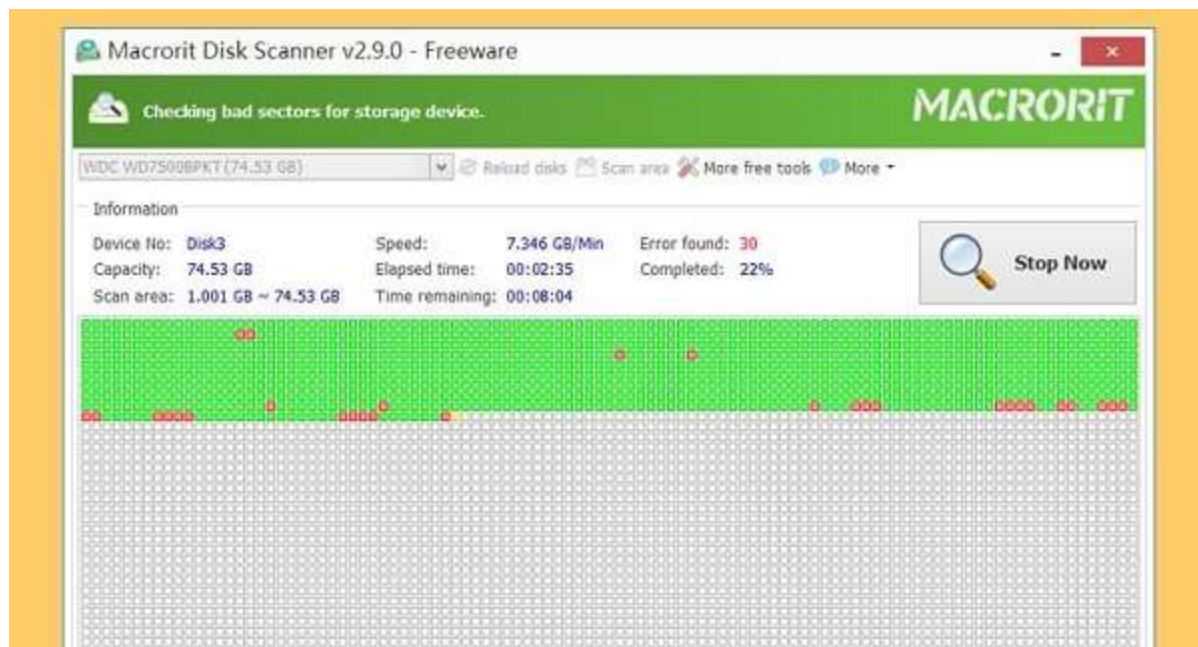 Macrorit Disk Scanner v2.9.0 - Freeware
Checking bad sectors for storage device.
MACRORIT
WDC WD7500BPKT (74.53 GB)
Reload disks Scan area More free tools More
Information
Device No: Disk3 Speed: 7.346 GB/Min Error found: 30
Capacity: 74.53 GB Elapsed time: 00:02:35 Completed: 22%
Scan area: 1.001 GB ~ 74.53 GB Time remaining: 00:08:04
Stop Now